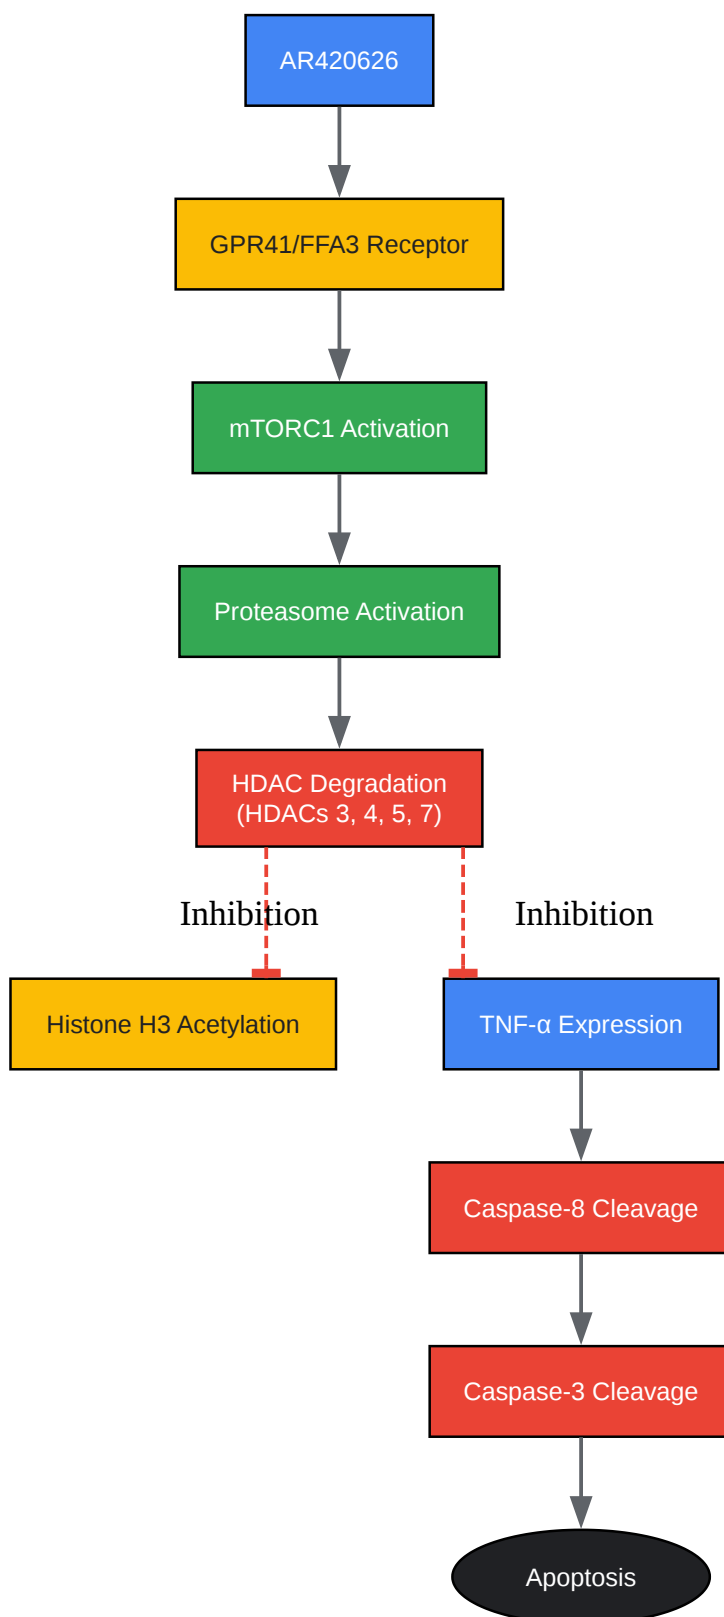 AR420626
GPR41/FFA3 Receptor
mTORC1 Activation
Proteasome Activation
HDAC Degradation
(HDACs 3, 4, 5, 7)
Inhibition
Inhibition
Histone H3 Acetylation
TNF-α Expression
Caspase-8 Cleavage
Caspase-3 Cleavage
Apoptosis